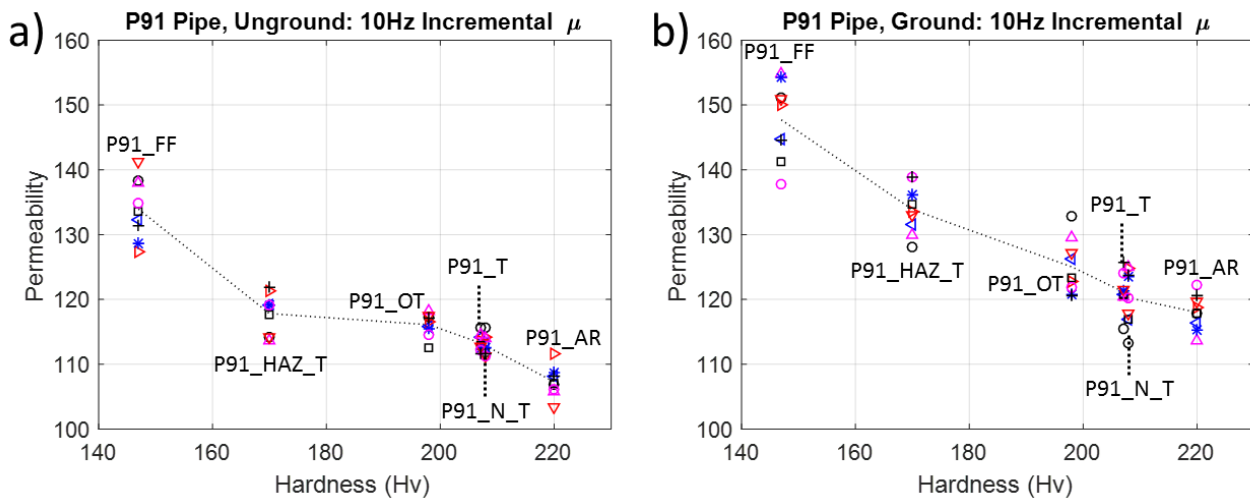 a)
P91 Pipe, Unground: 10Hz Incremental μ
160
150
140
130
120
110
100
Permeability
P91_FF
P91_HAZ_T
P91_OT
P91_T
P91_N_T
P91_AR
140
160
180
200
220
Hardness (Hv)
b)
P91 Pipe, Ground: 10Hz Incremental μ
160
150
140
130
120
110
100
Permeability
P91_FF
P91_HAZ_T
P91_OT
P91_T
P91_N_T
P91_AR
140
160
180
200
220
Hardness (Hv)